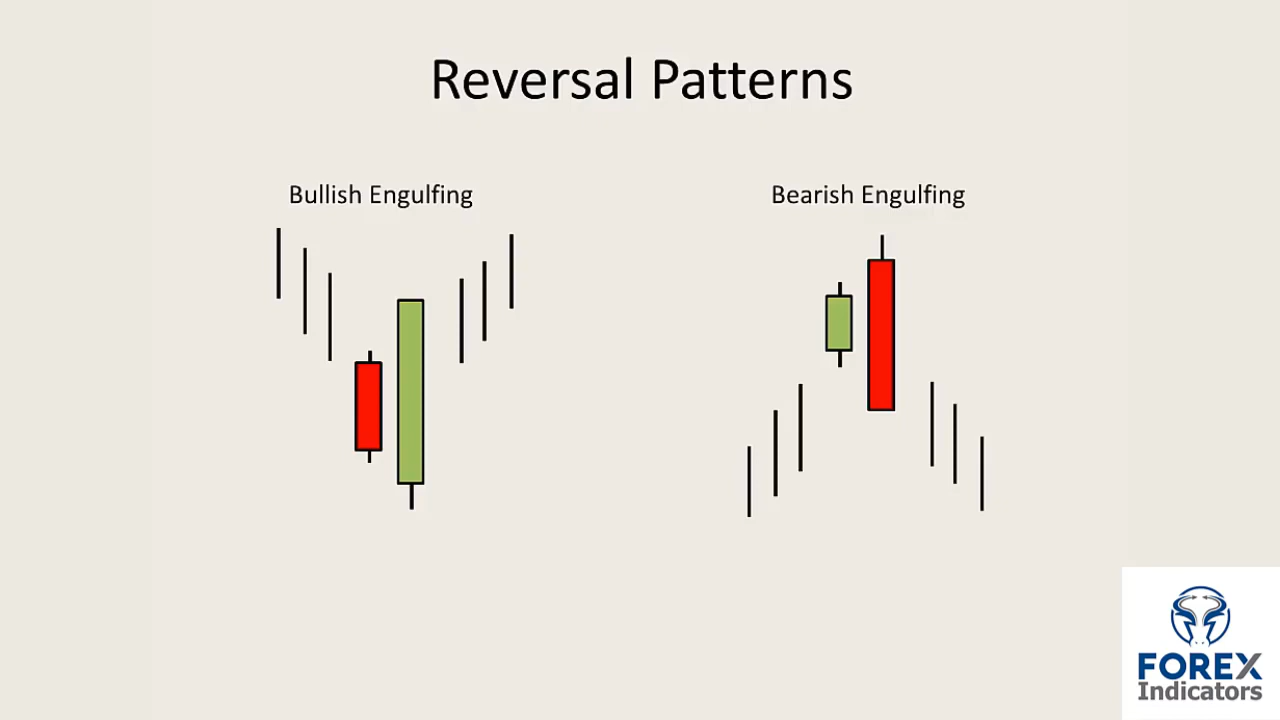 Reversal Patterns
Bullish Engulfing
Bearish Engulfing
FOREX
Indicators